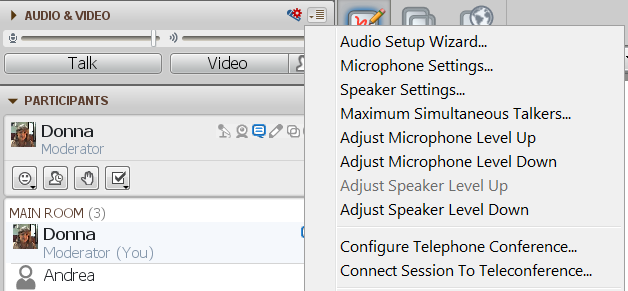 AUDIO & VIDEO
Talk
Video
PARTICIPANTS
Donna
Moderator
MAIN ROOM (3)
Donna
Moderator (You)
Andrea
Audio Setup Wizard...
Microphone Settings...
Speaker Settings...
Maximum Simultaneous Talkers...
Adjust Microphone Level Up
Adjust Microphone Level Down
Adjust Speaker Level Up
Adjust Speaker Level Down
Configure Telephone Conference...
Connect Session To Teleconference...